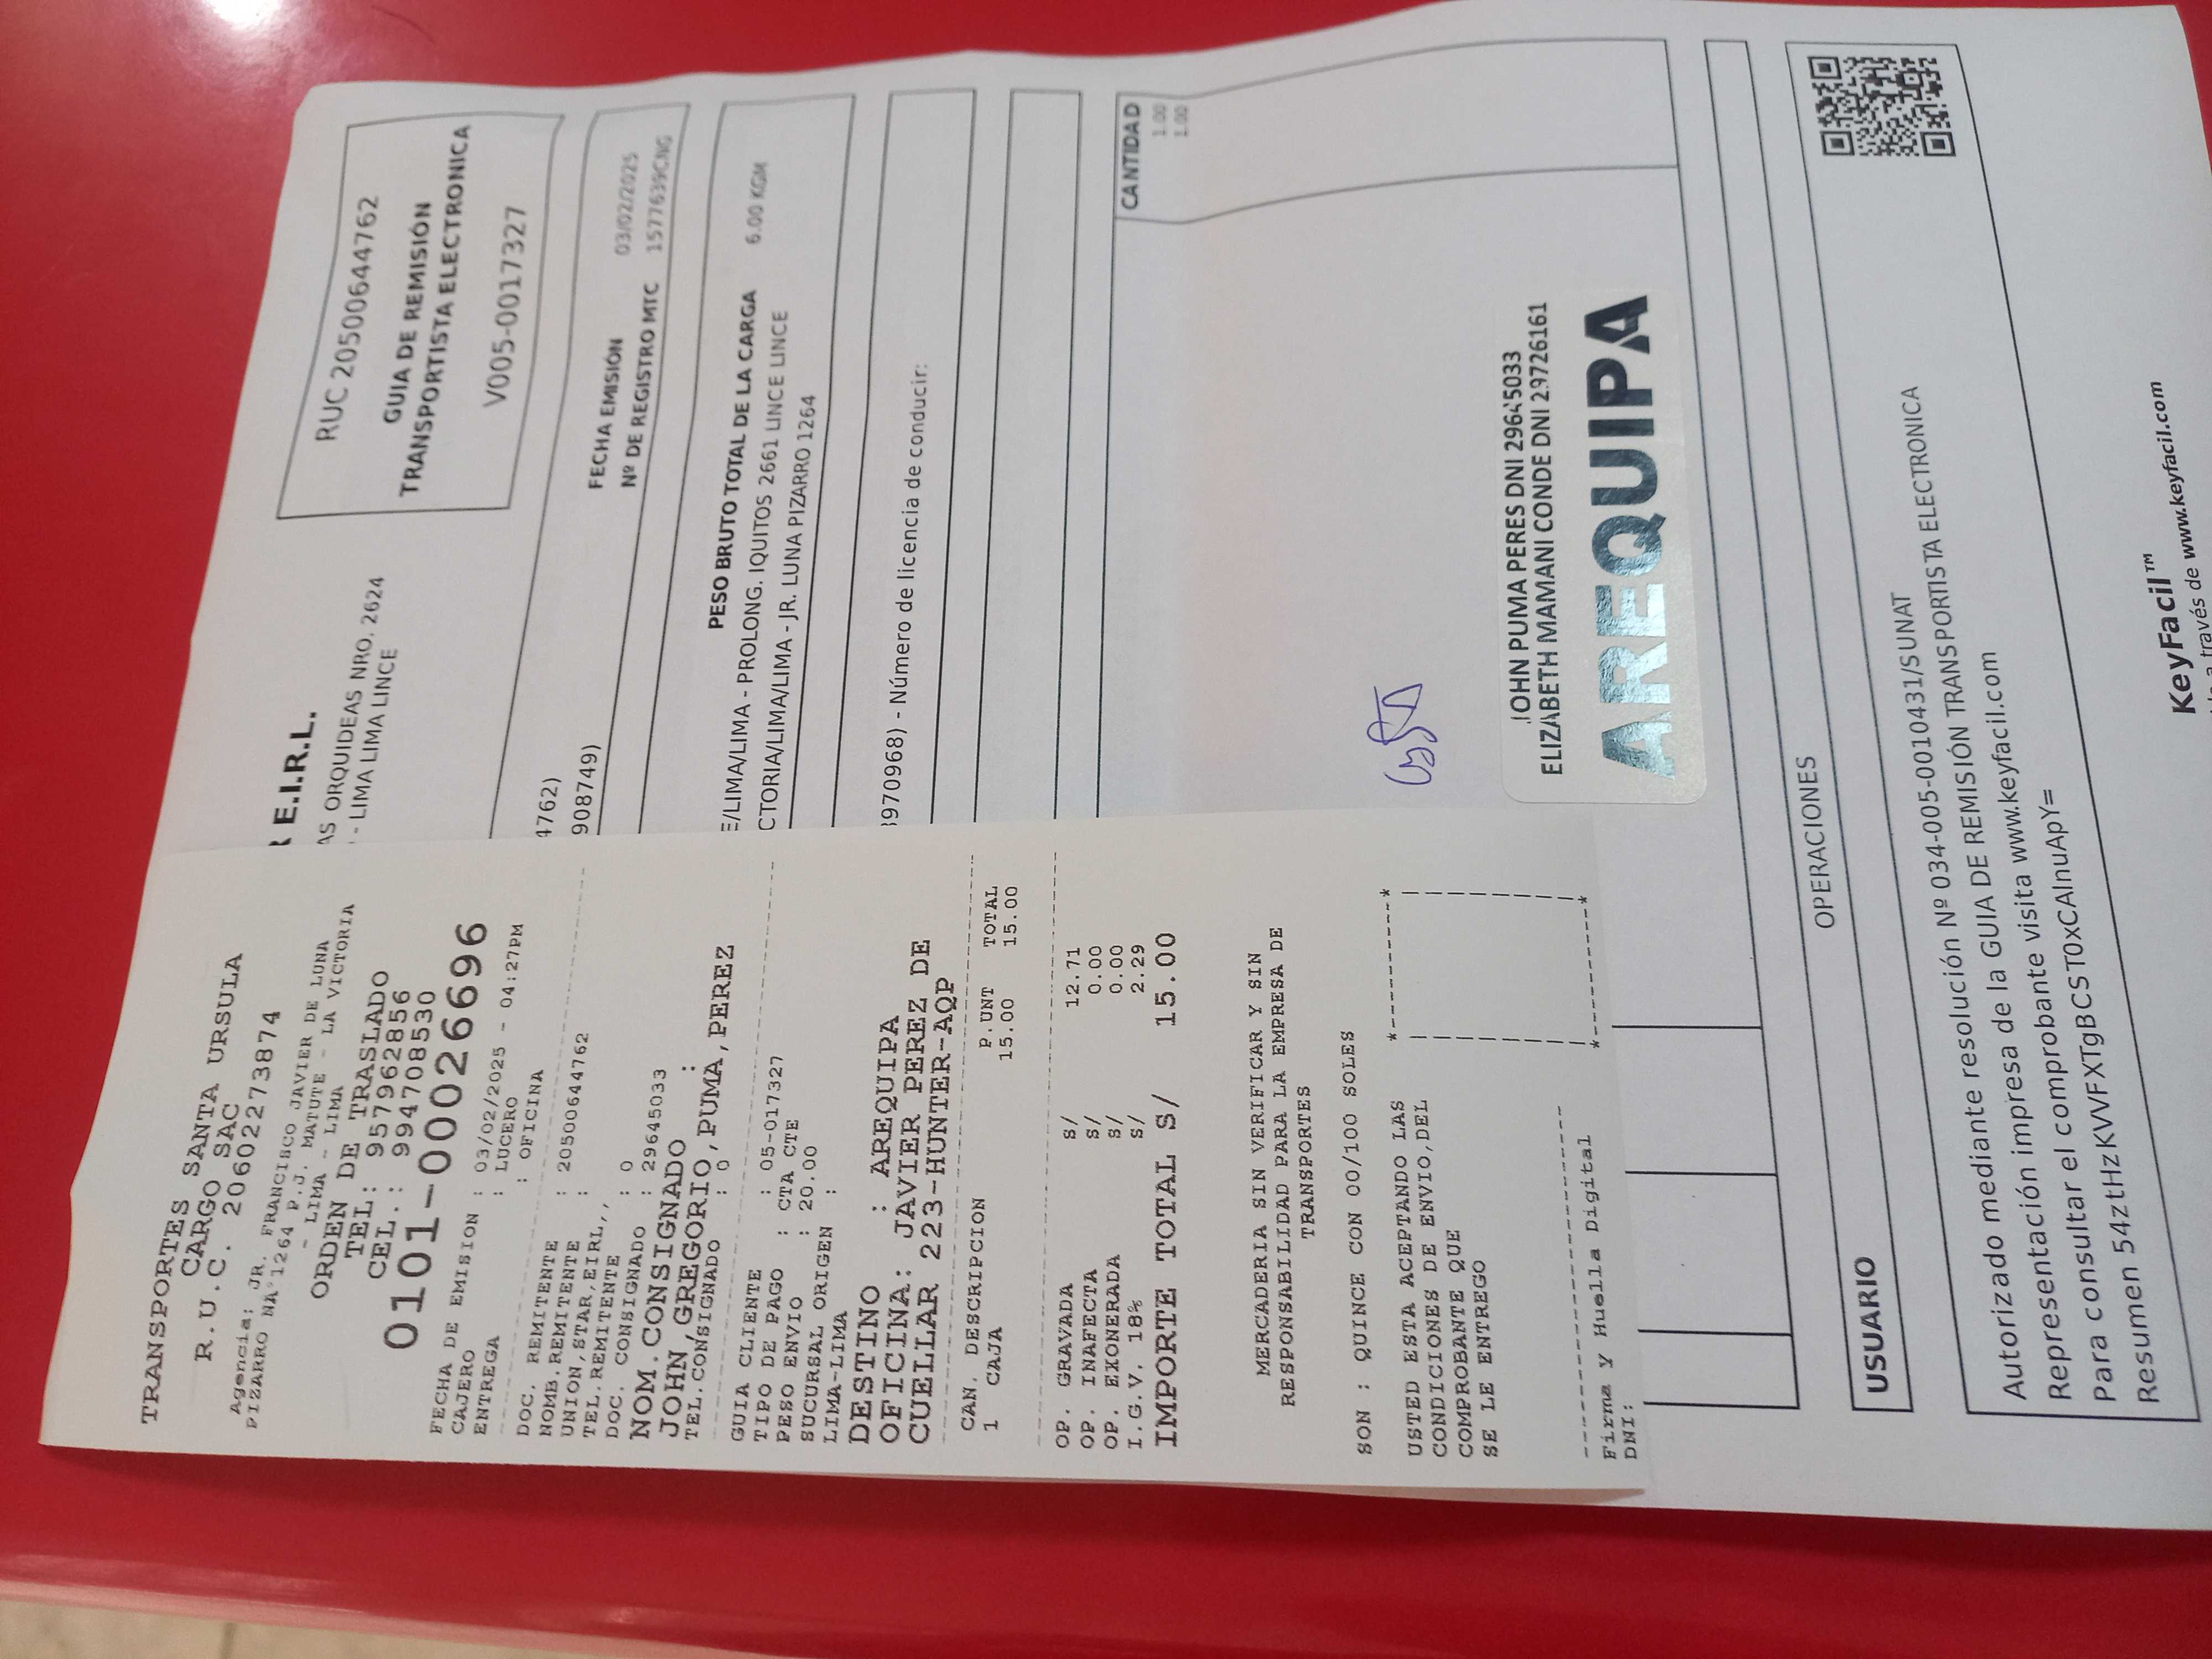 TRANSPORTES SANTA URSULA
CARGO SAC
R.U.C. 20602273874
Agencia: JR. FRANCISCO JAVIER DE LUNA
PIZARRO NA°1264 P.J. MATUTE - LA VICTORIA
- LIMA - LIMA
ORDEN DE TRASLADO
TEL: 957962856
CEL.: 994708530
0101-00026696
FECHA DE EMISION : 03/02/2025 - 04:27PM
CAJERO : LUCERO
ENTREGA : OFICINA
DOC. REMITENTE : 20500644762
NOMB.REMITENTE :
UNION,STAR,EIRL,,
TEL.REMITENTE : 0
DOC. CONSIGNADO : 29645033
NOM.CONSIGNADO :
JOHN,GREGORIO,PUMA,PEREZ
TEL.CONSIGNADO : 0
GUIA CLIENTE : 05-017327
TIPO DE PAGO : CTA CTE
PESO ENVIO : 20.00
SUCURSAL ORIGEN :
LIMA-LIMA
DESTINO : AREQUIPA
OFICINA: JAVIER PEREZ DE
CUELLAR 223-HUNTER-AQP
CAN. DESCRIPCION P.UNT TOTAL
1 CAJA 15.00 15.00
OP. GRAVADA S/ 12.71
OP. INAFECTA S/ 0.00
OP. EXONERADA S/ 0.00
I.G.V. 18% S/ 2.29
IMPORTE TOTAL S/ 15.00
MERCADERIA SIN VERIFICAR Y SIN
RESPONSABILIDAD PARA LA EMPRESA DE
TRANSPORTES
SON : QUINCE CON 00/100 SOLES
USTED ESTA ACEPTANDO LAS
CONDICIONES DE ENVIO,DEL
COMPROBANTE QUE
SE LE ENTREGO
Firma y Huella Digital
DNI:
R E.I.R.L.
AS ORQUIDEAS NRO. 2624
- LIMA LIMA LINCE
RUC 20500644762
GUIA DE REMISIÓN
TRANSPORTISTA ELECTRONICA
V005-0017327
4762)
908749)
FECHA EMISIÓN 03/02/2025
Nº DE REGISTRO MTC 1577639CNG
PESO BRUTO TOTAL DE LA CARGA 6.00 KGM
E/LIMA/LIMA - PROLONG. IQUITOS 2661 LINCE LINCE
CTORIA/LIMA/LIMA - JR. LUNA PIZARRO 1264
3970968) - Número de licencia de conducir:
CANTIDAD
1.00
1.00
JOHN PUMA PERES DNI 29645033
ELIZABETH MAMANI CONDE DNI 29726161
AREQUIPA
OPERACIONES
USUARIO
Autorizado mediante resolución Nº 034-005-0010431/SUNAT
Representación impresa de la GUIA DE REMISIÓN TRANSPORTISTA ELECTRONICA
Para consultar el comprobante visita www.keyfacil.com
Resumen 54ztHzKVVFXTgBCST0xCAlnuApY=
KeyFacil™
a través de www.keyfacil.com